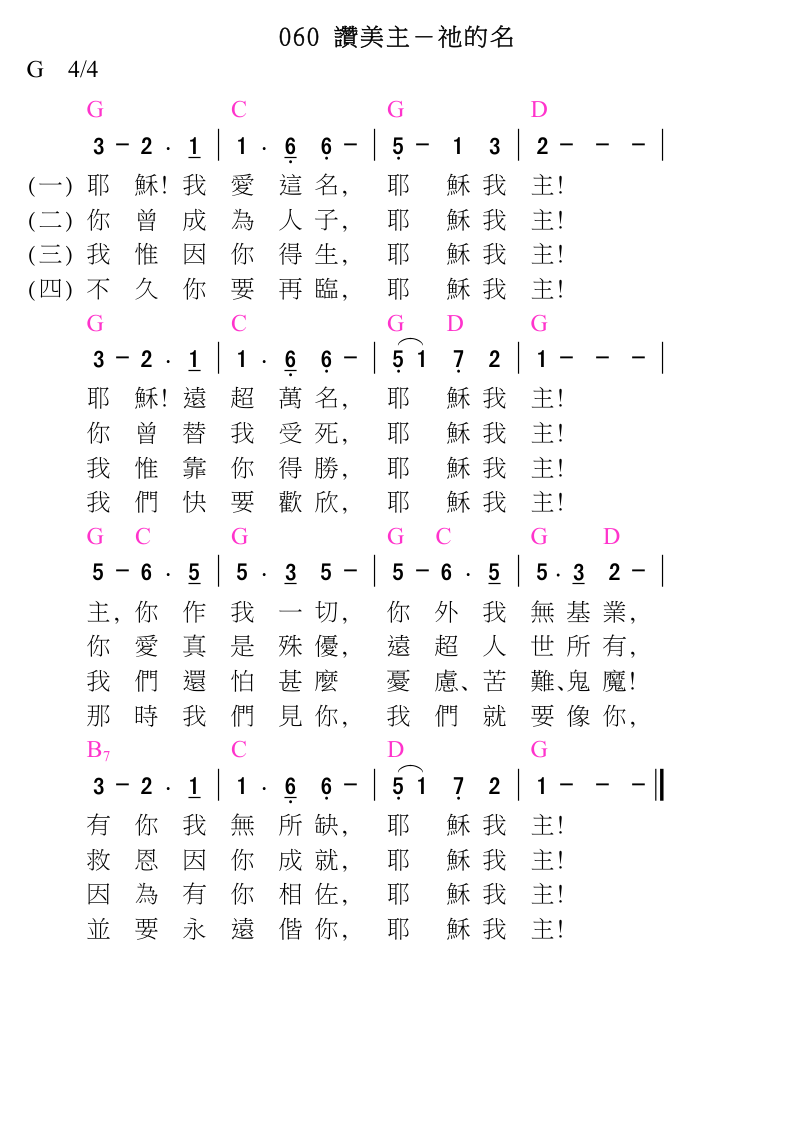 060 讚美主－祂的名
G 4/4
G C G D
3 - 2 . 1 | 1 . 6 6 - | 5 - 1 3 | 2 - - - |
(一) 耶 穌! 我 愛 這 名, 耶 穌 我 主!
(二) 你 曾 成 為 人 子, 耶 穌 我 主!
(三) 我 惟 因 你 得 生, 耶 穌 我 主!
(四) 不 久 你 要 再 臨, 耶 穌 我 主!
G C G D G
3 - 2 . 1 | 1 . 6 6 - | 5 1 7 2 | 1 - - - |
耶 穌! 遠 超 萬 名, 耶 穌 我 主!
你 曾 替 我 受 死, 耶 穌 我 主!
我 惟 靠 你 得 勝, 耶 穌 我 主!
我 們 快 要 歡 欣, 耶 穌 我 主!
G C G G C G D
5 - 6 . 5 | 5 . 3 5 - | 5 - 6 . 5 | 5 . 3 2 - |
主, 你 作 我 一 切, 你 外 我 無 基 業,
你 愛 真 是 殊 優, 遠 超 人 世 所 有,
我 們 還 怕 甚 麼 憂 慮、苦 難、鬼 魔!
那 時 我 們 見 你, 我 們 就 要 像 你,
B7 C D G
3 - 2 . 1 | 1 . 6 6 - | 5 1 7 2 | 1 - - - ‖
有 你 我 無 所 缺, 耶 穌 我 主!
救 恩 因 你 成 就, 耶 穌 我 主!
因 為 有 你 相 佐, 耶 穌 我 主!
並 要 永 遠 偕 你, 耶 穌 我 主!